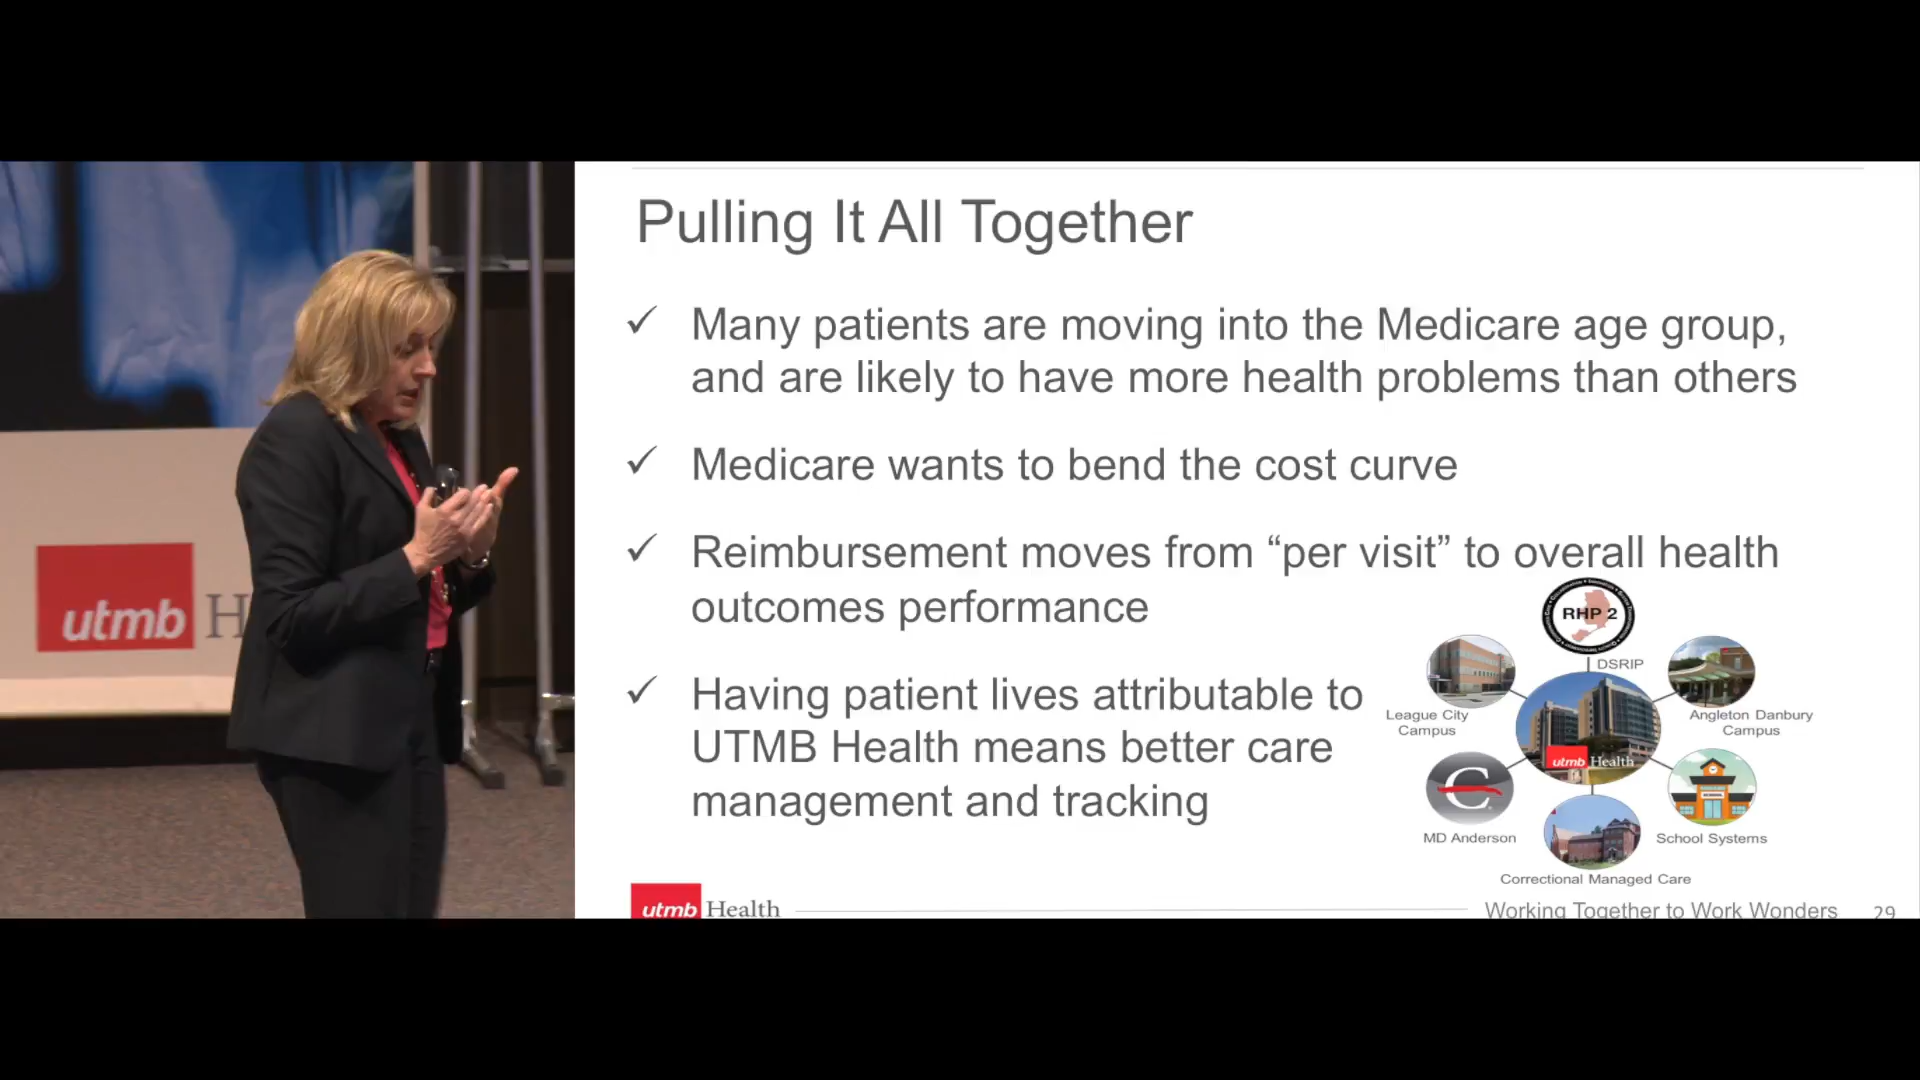 utmb H
Pulling It All Together
✓ Many patients are moving into the Medicare age group,
and are likely to have more health problems than others
✓ Medicare wants to bend the cost curve
✓ Reimbursement moves from “per visit” to overall health
outcomes performance
✓ Having patient lives attributable to
UTMB Health means better care
management and tracking
RHP 2
DSRIP
League City
Campus
Angleton Danbury
Campus
utmb Health
MD Anderson
School Systems
Correctional Managed Care
utmb Health
Working Together to Work Wonders
29